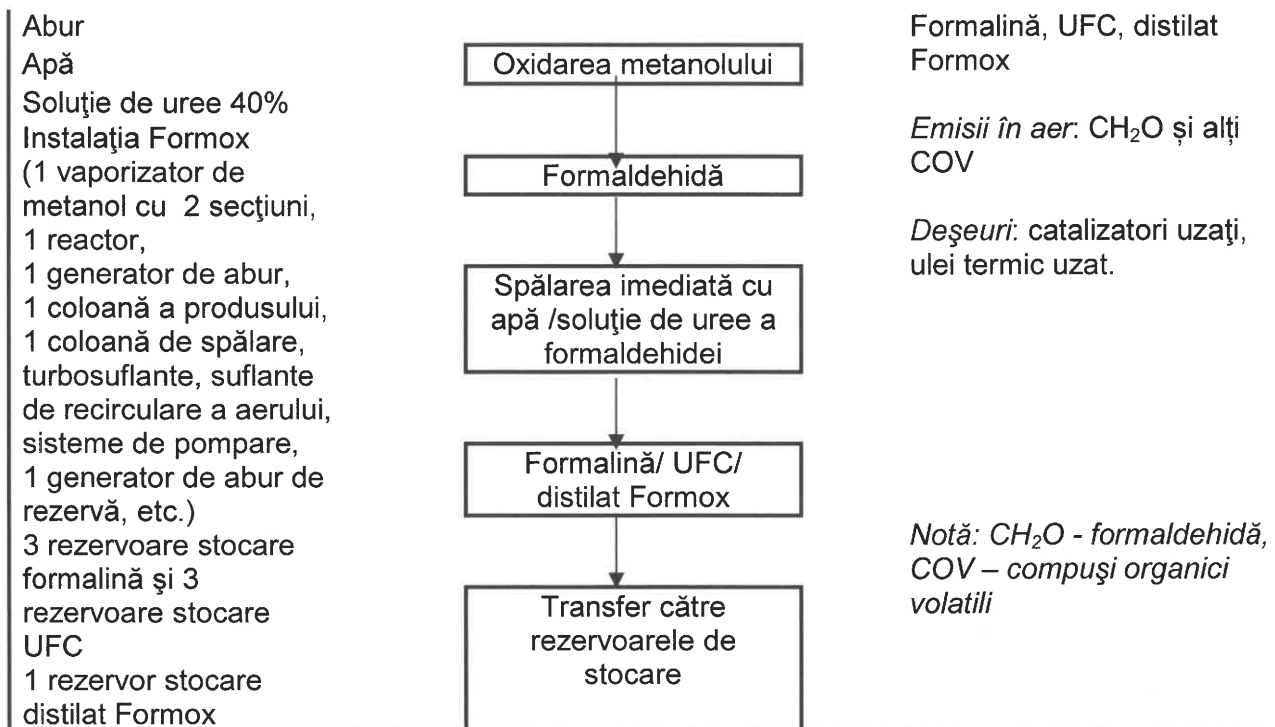 Abur
Apă
Soluţie de uree 40%
Instalaţia Formox
(1 vaporizator de
metanol cu 2 secţiuni,
1 reactor,
1 generator de abur,
1 coloană a produsului,
1 coloană de spălare,
turbosuflante, suflante
de recirculare a aerului,
sisteme de pompare,
1 generator de abur de
rezervă, etc.)
3 rezervoare stocare
formalină şi 3
rezervoare stocare
UFC
1 rezervor stocare
distilat Formox
Oxidarea metanolului
Formaldehidă
Spălarea imediată cu
apă /soluţie de uree a
formaldehidei
Formalină/ UFC/
distilat Formox
Transfer către
rezervoarele de
stocare
Formalină, UFC, distilat
Formox
Emisii în aer: CH₂O și alți
COV
Deşeuri: catalizatori uzaţi,
ulei termic uzat.
Notă: CH₂O - formaldehidă,
COV – compuşi organici
volatili